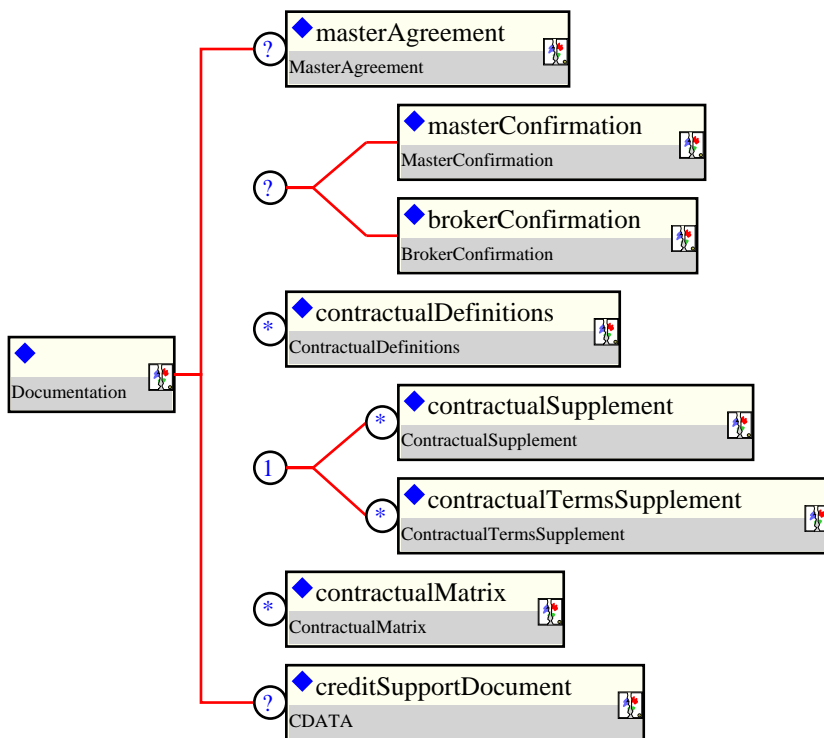 masterAgreement
?
MasterAgreement
masterConfirmation
MasterConfirmation
?
brokerConfirmation
BrokerConfirmation
contractualDefinitions
*
ContractualDefinitions
Documentation
contractualSupplement
*
ContractualSupplement
1
contractualTermsSupplement
*
ContractualTermsSupplement
contractualMatrix
*
ContractualMatrix
creditSupportDocument
?
CDATA